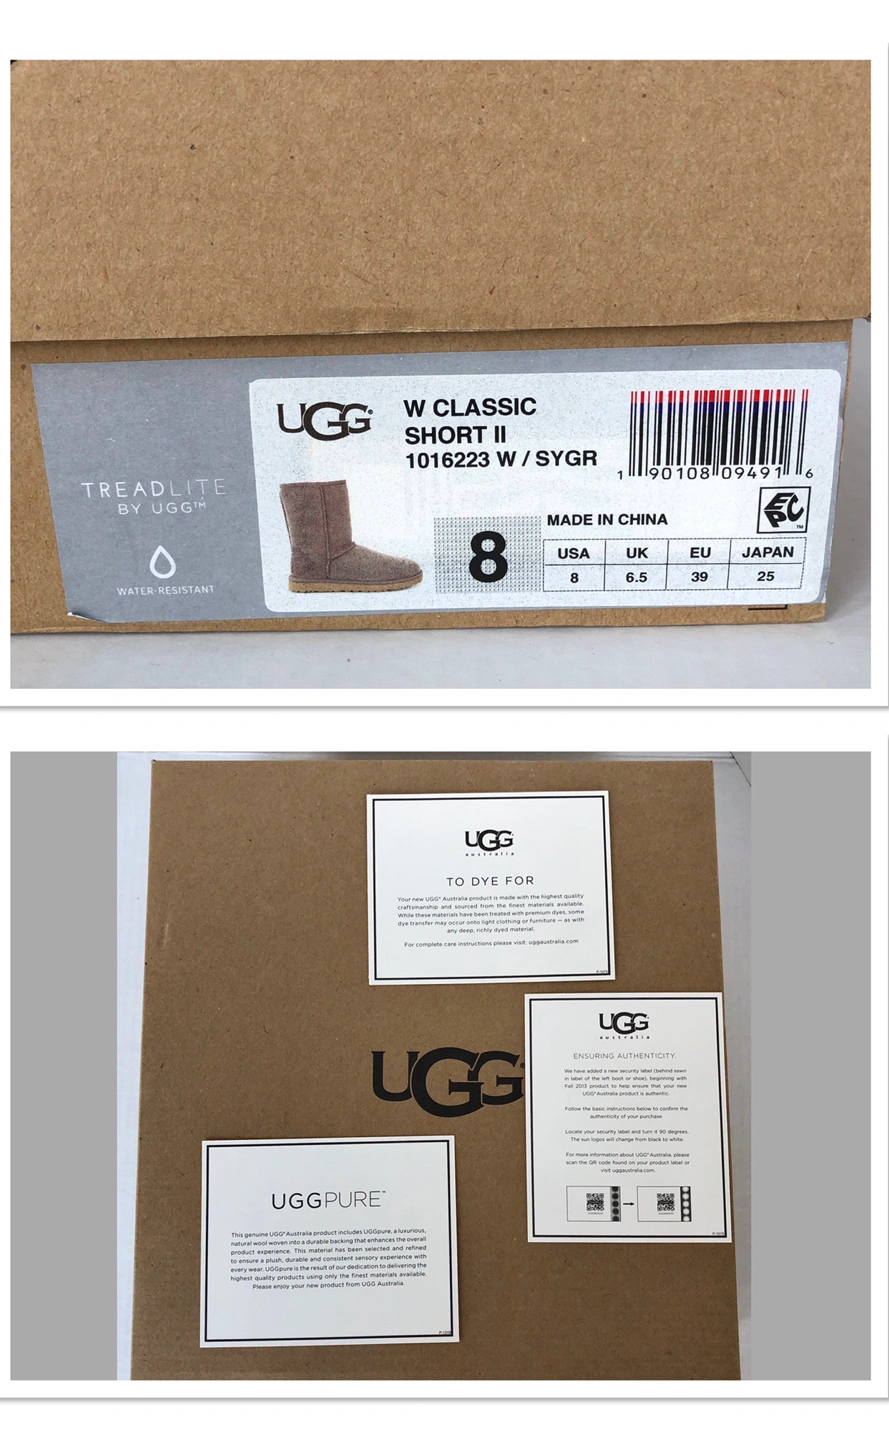 UGG®
W CLASSIC
SHORT II
1016223 W / SYGR
1 90108 09491 6
TREADLITE
BY UGG™
WATER-RESISTANT
8
MADE IN CHINA
EPC™
USA UK EU JAPAN
8 6.5 39 25
UGG
australia
TO DYE FOR
Your new UGG® Australia product is made with the highest quality
craftsmanship and sourced from the finest materials available.
While these materials have been treated with premium dyes, some
dye transfer may occur onto light clothing or furniture — as with
any deep, richly dyed material.
For complete care instructions please visit: uggaustralia.com
UGG
australia
ENSURING AUTHENTICITY.
We have added a new security label (behind sewn
in label of the left boot or shoe), beginning with
Fall 2013 product to help ensure that your new
UGG® Australia product is authentic.
Follow the basic instructions below to confirm the
authenticity of your purchase.
Locate your security label and turn it 90 degrees.
The sun logos will change from black to white.
For more information about UGG® Australia, please
scan the QR code found on your product label or
visit uggaustralia.com.
UGG
UGGPURE™
This genuine UGG® Australia product includes UGGpure, a luxurious,
natural wool woven into a durable backing that enhances the overall
product experience. This material has been selected and refined
to ensure a plush, durable and consistent sensory experience with
every wear. UGGpure is the result of our dedication to delivering the
highest quality products using only the finest materials available.
Please enjoy your new product from UGG Australia.